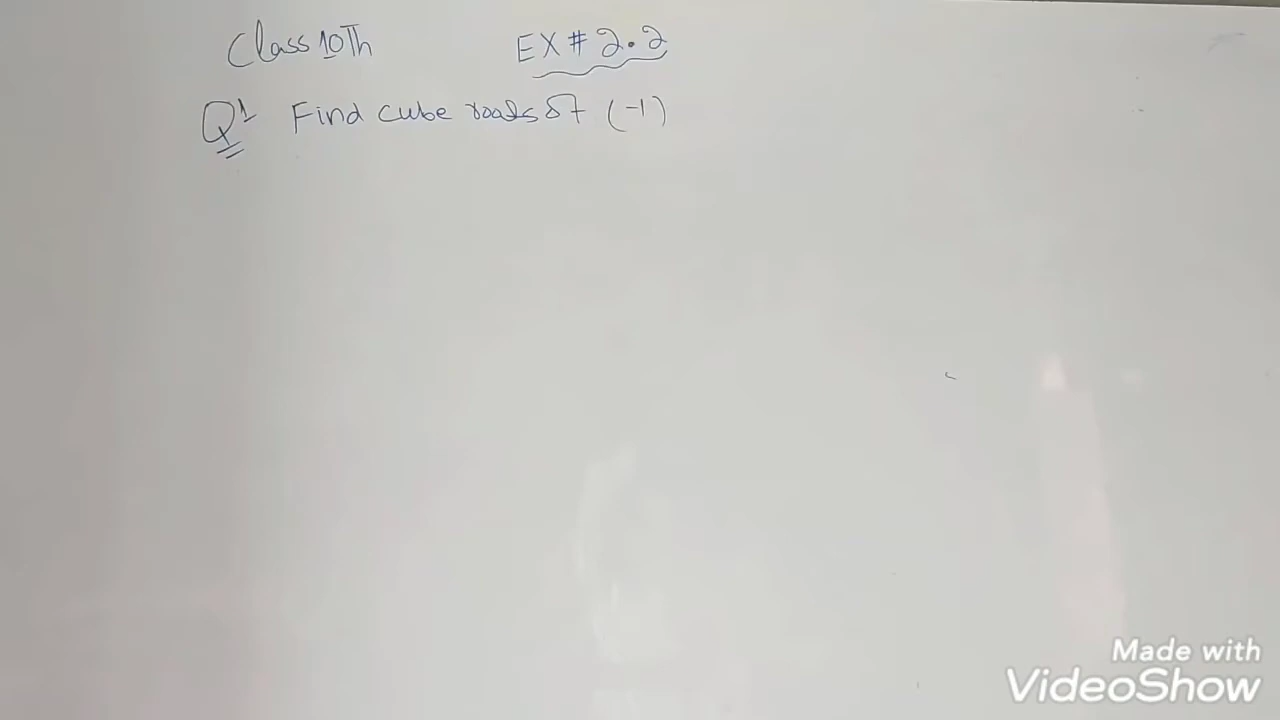 Class 10Th EX # 2.2
Q1 Find cube roots of (-1)
Made with
VideoShow